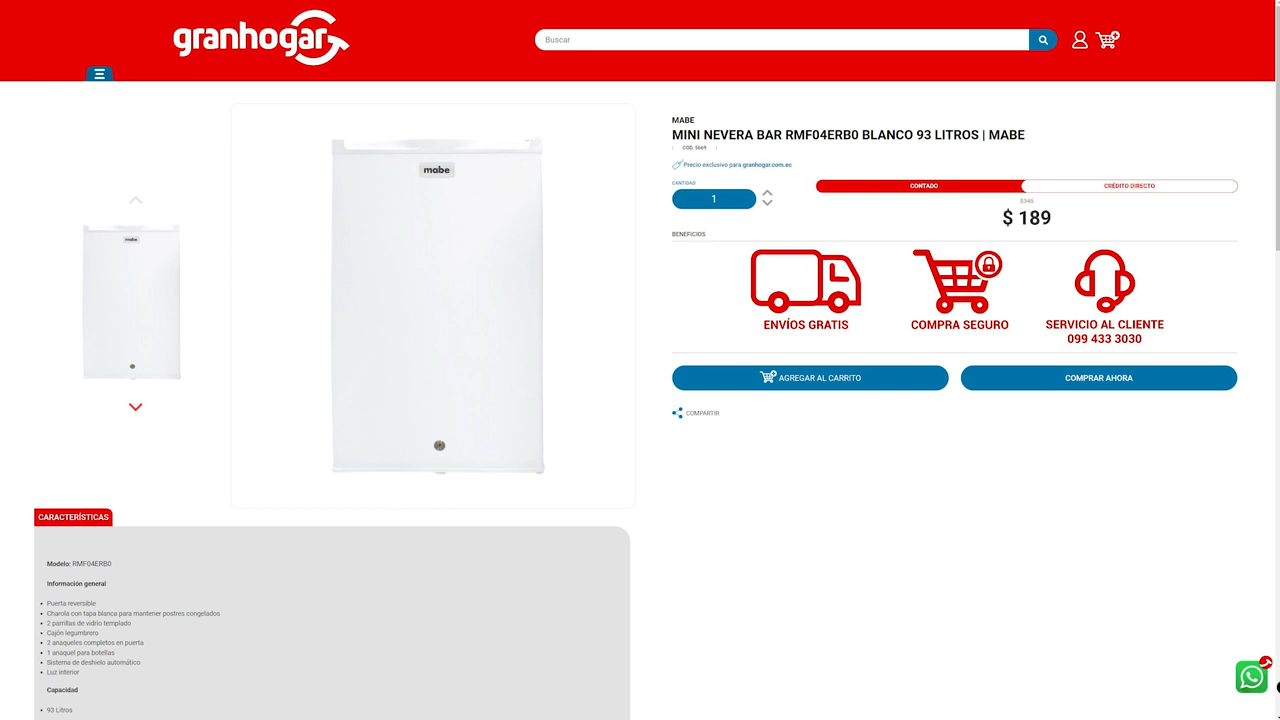 granhogar
Buscar
MABE
MINI NEVERA BAR RMF04ERB0 BLANCO 93 LITROS | MABE
| COD. 5669 |
Precio exclusivo para granhogar.com.ec
CANTIDAD
1
CONTADO
CRÉDITO DIRECTO
$345
$ 189
BENEFICIOS
ENVÍOS GRATIS
COMPRA SEGURO
SERVICIO AL CLIENTE
099 433 3030
AGREGAR AL CARRITO
COMPRAR AHORA
COMPARTIR
mabe
mabe
CARACTERÍSTICAS
Modelo: RMF04ERB0
Información general
• Puerta reversible
• Charola con tapa blanca para mantener postres congelados
• 2 parrillas de vidrio templado
• Cajón legumbrero
• 2 anaqueles completos en puerta
• 1 anaquel para botellas
• Sistema de deshielo automático
• Luz interior
Capacidad
• 93 Litros